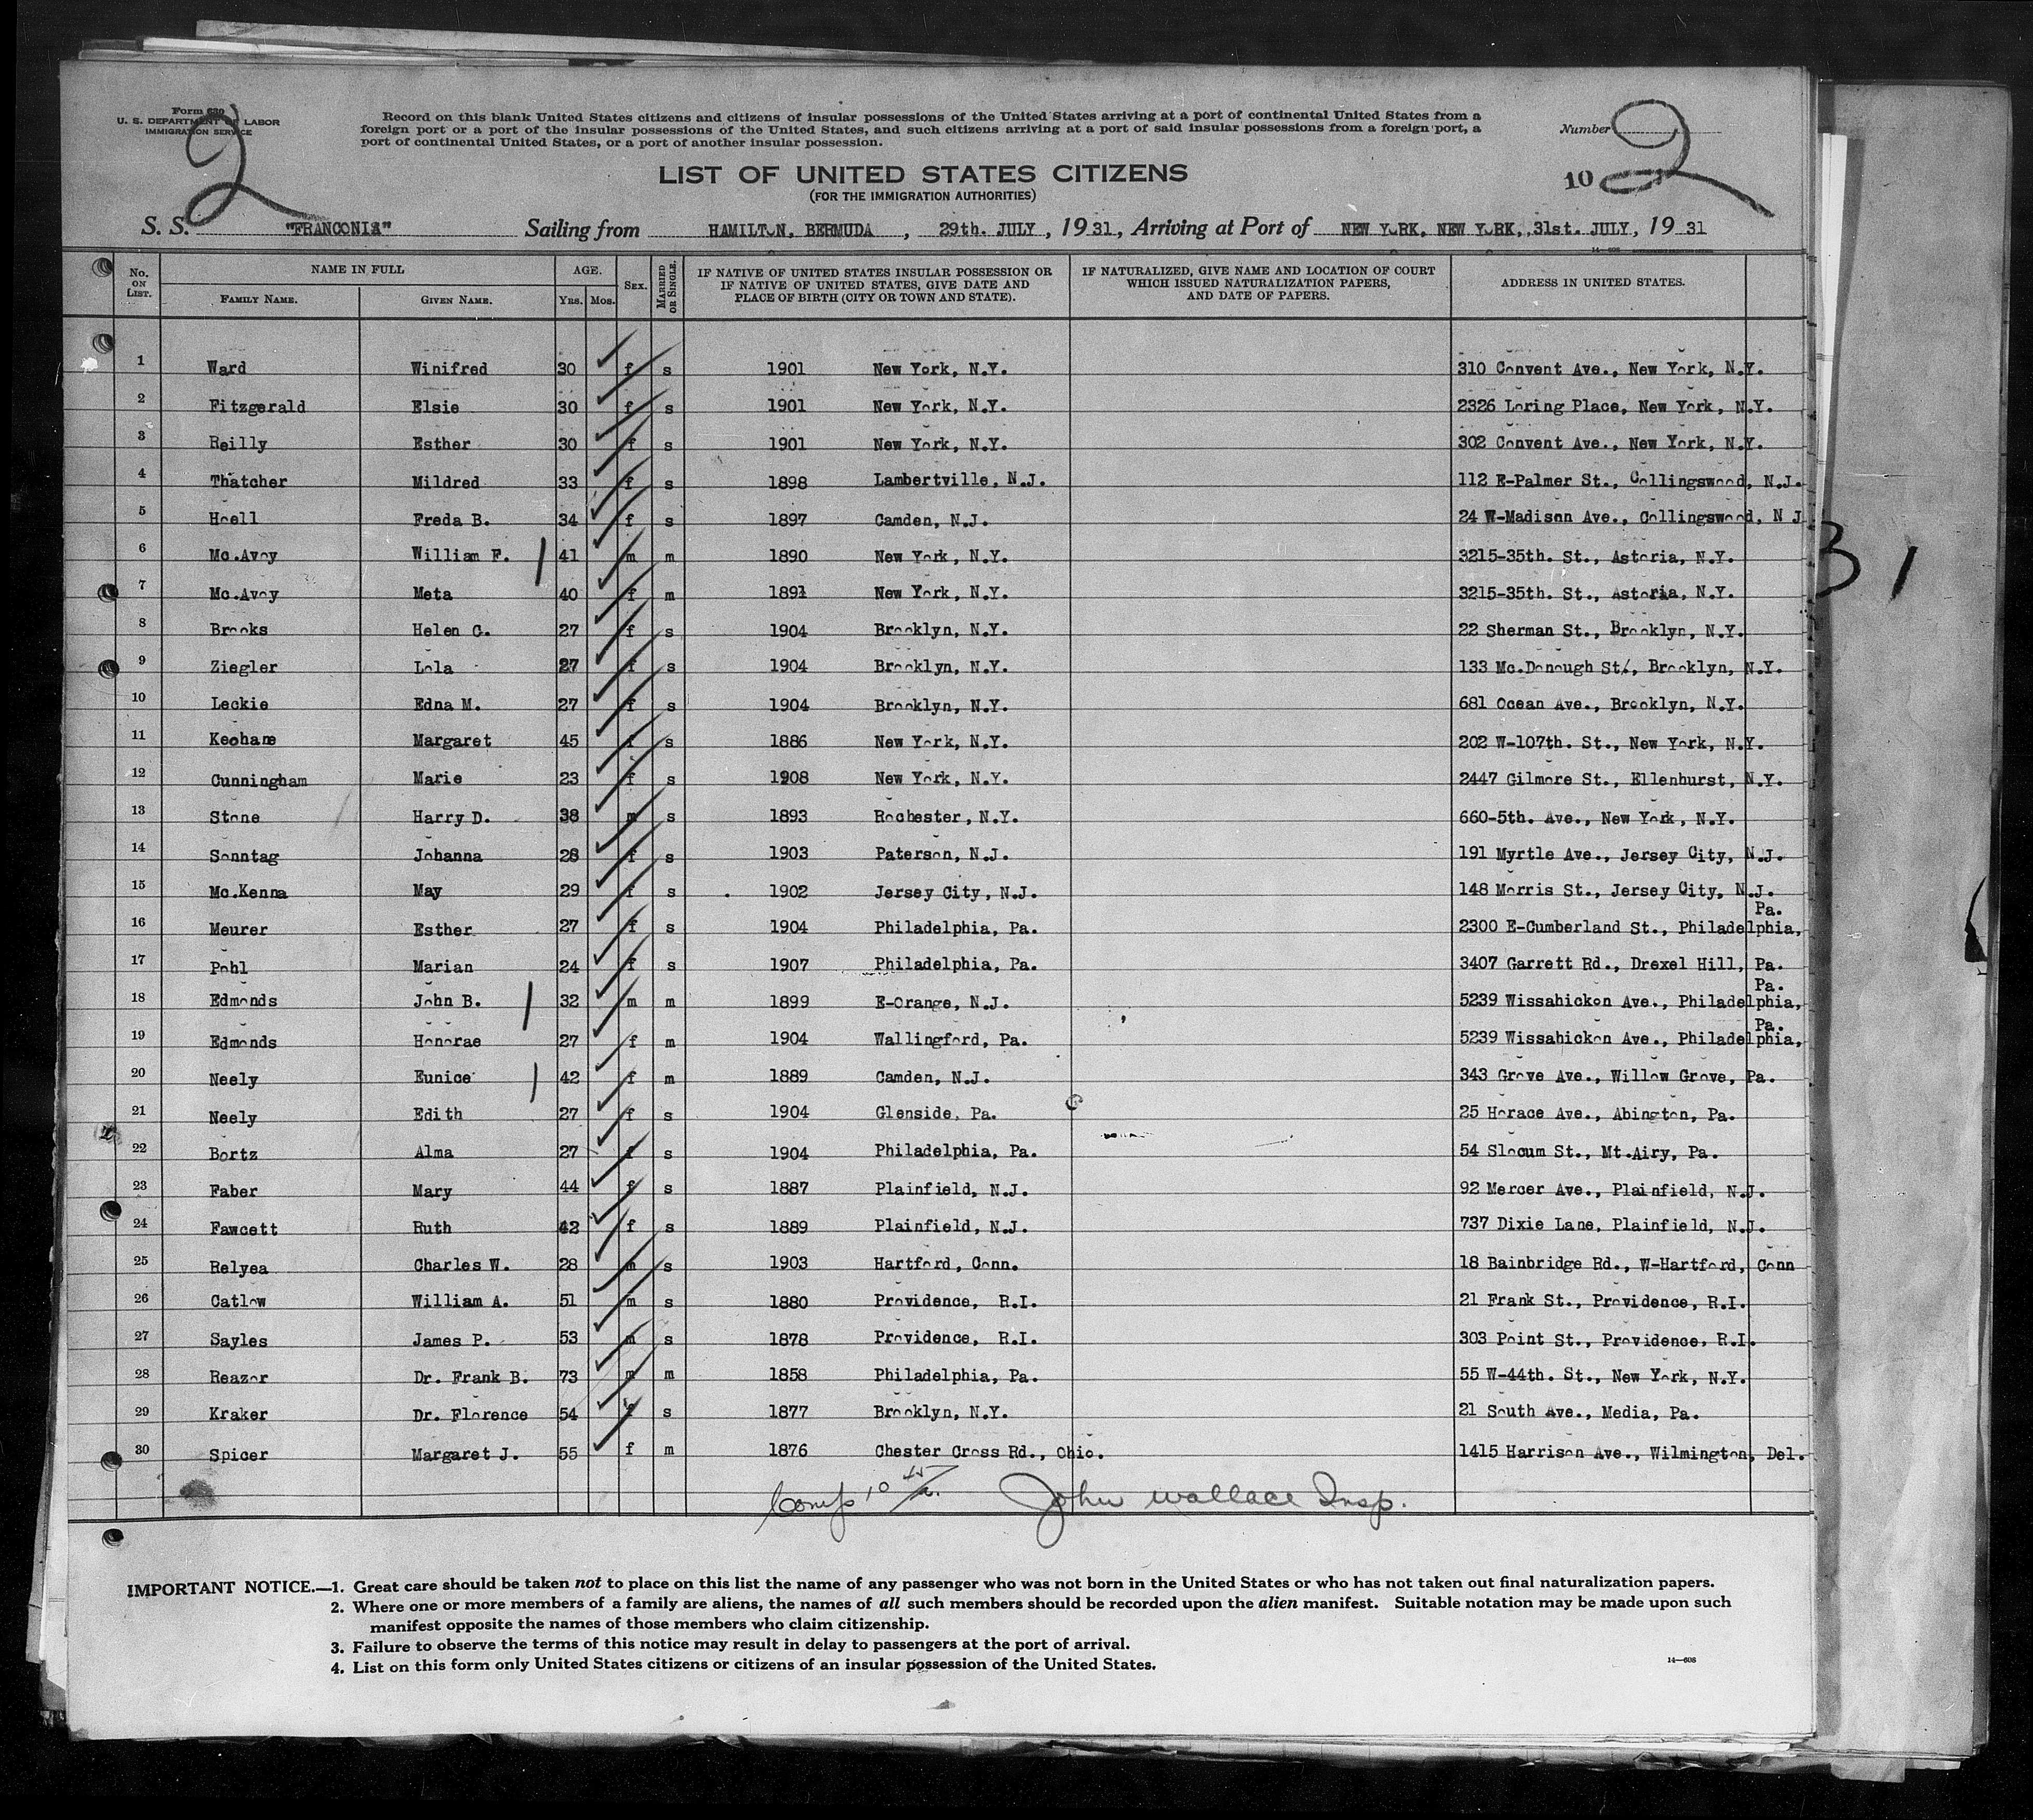 Form 630
U. S. DEPARTMENT OF LABOR
IMMIGRATION SERVICE
2
Record on this blank United States citizens and citizens of insular possessions of the United States arriving at a port of continental United States from a
foreign port or a port of the insular possessions of the United States, and such citizens arriving at a port of said insular possessions from a foreign port, a
port of continental United States, or a port of another insular possession.
Number 2
10
LIST OF UNITED STATES CITIZENS
(FOR THE IMMIGRATION AUTHORITIES)
S. S. "FRANCONIA" Sailing from HAMILTON, BERMUDA, 29th. JULY, 1931, Arriving at Port of NEW YORK, NEW YORK, 31st. JULY, 1931
14-608
No. ON LIST. NAME IN FULL FAMILY NAME. GIVEN NAME. AGE. YRS. MOS. SEX. MARRIED OR SINGLE. IF NATIVE OF UNITED STATES INSULAR POSSESSION OR IF NATIVE OF UNITED STATES, GIVE DATE AND PLACE OF BIRTH (CITY OR TOWN AND STATE). IF NATURALIZED, GIVE NAME AND LOCATION OF COURT WHICH ISSUED NATURALIZATION PAPERS, AND DATE OF PAPERS. ADDRESS IN UNITED STATES.
1 Ward Winifred 30 f s 1901 New York, N.Y. 310 Convent Ave., New York, N.Y.
2 Fitzgerald Elsie 30 f s 1901 New York, N.Y. 2326 Loring Place, New York, N.Y.
3 Reilly Esther 30 f s 1901 New York, N.Y. 302 Convent Ave., New York, N.Y.
4 Thatcher Mildred 33 f s 1898 Lambertville, N.J. 112 E-Palmer St., Collingswood, N.J.
5 Hoell Freda B. 34 f s 1897 Camden, N.J. 24 W-Madison Ave., Collingswood, N J
6 Mc.Avoy William F. 41 m m 1890 New York, N.Y. 3215-35th. St., Astoria, N.Y.
7 Mc.Avoy Meta 40 f m 1891 New York, N.Y. 3215-35th. St., Astoria, N.Y.
8 Brooks Helen C. 27 f s 1904 Brooklyn, N.Y. 22 Sherman St., Brooklyn, N.Y.
9 Ziegler Lola 27 f s 1904 Brooklyn, N.Y. 133 Mc.Donough St., Brooklyn, N.Y.
10 Leckie Edna M. 27 f s 1904 Brooklyn, N.Y. 681 Ocean Ave., Brooklyn, N.Y.
11 Keohane Margaret 45 f s 1886 New York, N.Y. 202 W-107th. St., New York, N.Y.
12 Cunningham Marie 23 f s 1908 New York, N.Y. 2447 Gilmore St., Ellenhurst, N.Y.
13 Stone Harry D. 38 m s 1893 Rochester, N.Y. 660-5th. Ave., New York, N.Y.
14 Sonntag Johanna 28 f s 1903 Paterson, N.J. 191 Myrtle Ave., Jersey City, N.J.
15 Mc.Kenna May 29 f s 1902 Jersey City, N.J. 148 Morris St., Jersey City, N.J.
16 Meurer Esther 27 f s 1904 Philadelphia, Pa. 2300 E-Cumberland St., Philadelphia, Pa.
17 Pohl Marian 24 f s 1907 Philadelphia, Pa. 3407 Garrett Rd., Drexel Hill, Pa.
18 Edmonds John B. 32 m m 1899 E-Orange, N.J. 5239 Wissahickon Ave., Philadelphia, Pa.
19 Edmonds Honorae 27 f m 1904 Wallingford, Pa. 5239 Wissahickon Ave., Philadelphia, Pa.
20 Neely Eunice 42 f m 1889 Camden, N.J. 343 Grove Ave., Willow Grove, Pa.
21 Neely Edith 27 f s 1904 Glenside, Pa. 25 Horace Ave., Abington, Pa.
22 Bortz Alma 27 f s 1904 Philadelphia, Pa. 54 Slocum St., Mt.Airy, Pa.
23 Faber Mary 44 f s 1887 Plainfield, N.J. 92 Mercer Ave., Plainfield, N.J.
24 Fawcett Ruth 42 f s 1889 Plainfield, N.J. 737 Dixie Lane, Plainfield, N.J.
25 Relyea Charles W. 28 m s 1903 Hartford, Conn. 18 Bainbridge Rd., W-Hartford, Conn
26 Catlow William A. 51 m s 1880 Providence, R.I. 21 Frank St., Providence, R.I.
27 Sayles James P. 53 m s 1878 Providence, R.I. 303 Point St., Providence, R.I.
28 Reazor Dr. Frank B. 73 m m 1858 Philadelphia, Pa. 55 W-44th. St., New York, N.Y.
29 Kraker Dr. Florence 54 f s 1877 Brooklyn, N.Y. 21 South Ave., Media, Pa.
30 Spicer Margaret J. 55 f m 1876 Chester Cross Rd., Ohio. 1415 Harrison Ave., Wilmington, Del.
31
Comp 10 45/a. John Wallace Insp.
IMPORTANT NOTICE.—1. Great care should be taken not to place on this list the name of any passenger who was not born in the United States or who has not taken out final naturalization papers.
2. Where one or more members of a family are aliens, the names of all such members should be recorded upon the alien manifest. Suitable notation may be made upon such
manifest opposite the names of those members who claim citizenship.
3. Failure to observe the terms of this notice may result in delay to passengers at the port of arrival.
4. List on this form only United States citizens or citizens of an insular possession of the United States.
14—608